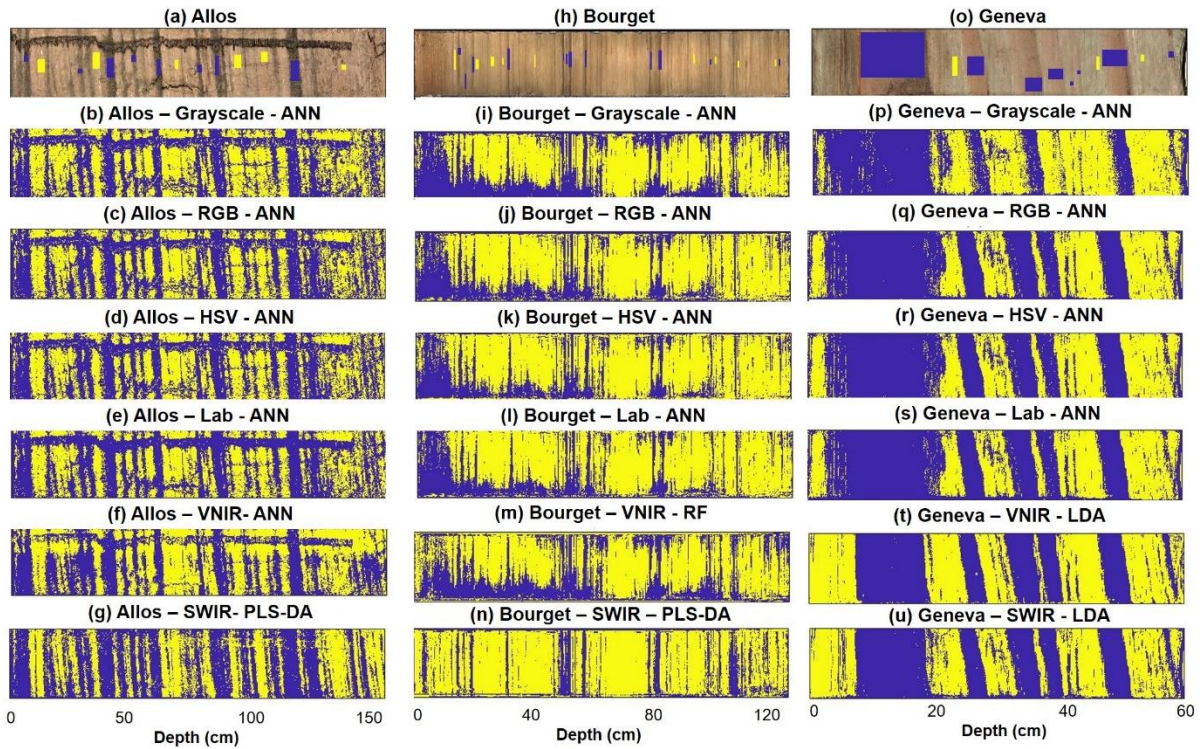 (a) Allos
(h) Bourget
(o) Geneva
(b) Allos – Grayscale - ANN
(i) Bourget – Grayscale - ANN
(p) Geneva – Grayscale - ANN
(c) Allos – RGB - ANN
(j) Bourget – RGB - ANN
(q) Geneva – RGB - ANN
(d) Allos – HSV - ANN
(k) Bourget – HSV - ANN
(r) Geneva – HSV - ANN
(e) Allos – Lab - ANN
(l) Bourget – Lab - ANN
(s) Geneva – Lab - ANN
(f) Allos – VNIR- ANN
(m) Bourget – VNIR - RF
(t) Geneva – VNIR - LDA
(g) Allos – SWIR- PLS-DA
(n) Bourget – SWIR – PLS-DA
(u) Geneva – SWIR - LDA
0 50 100 150
0 40 80 120
0 20 40 60
Depth (cm)
Depth (cm)
Depth (cm)